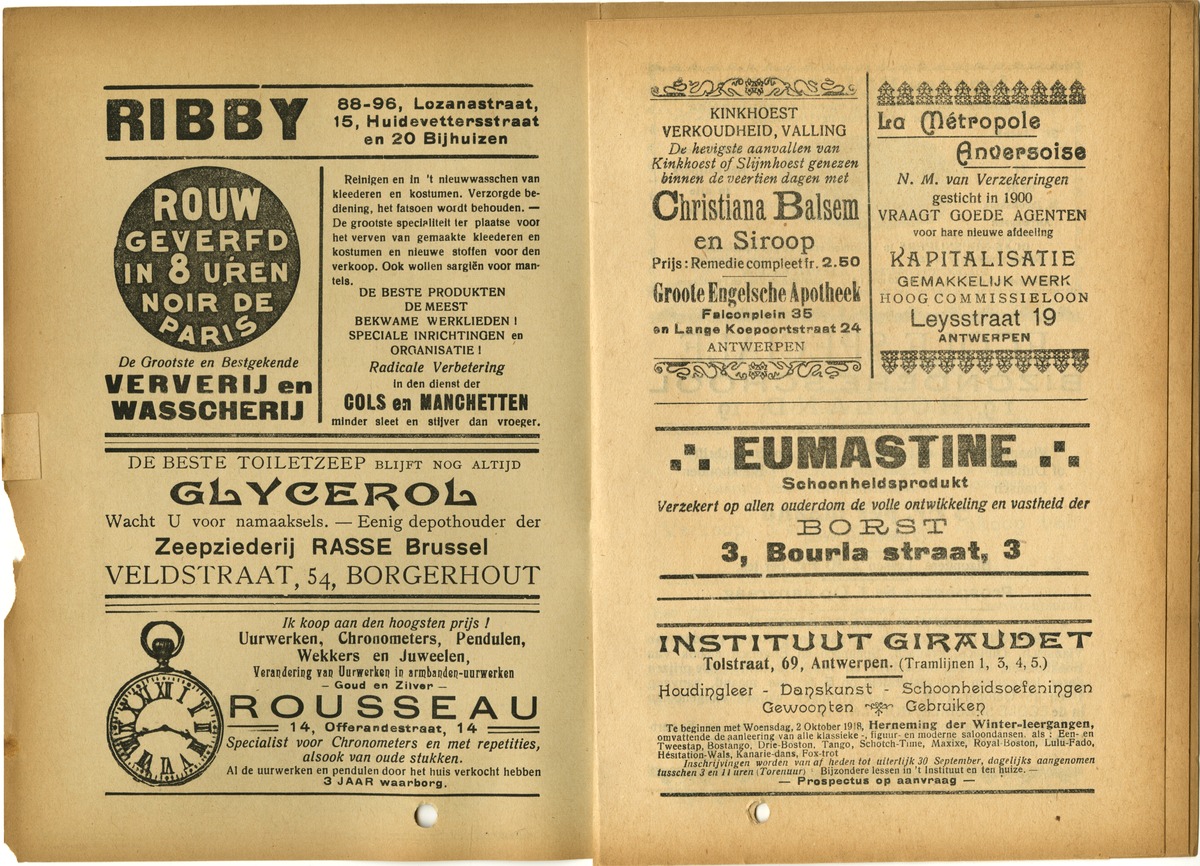 RIBBY
88-96, Lozanastraat,
15, Huidevettersstraat
en 20 Bijhuizen
ROUW
GEVERFD
IN 8 UREN
NOIR DE
PARIS
De Grootste en Bestgekende
VERVERIJ en
WASSCHERIJ
Reinigen en in 't nieuwwasschen van
kleederen en kostumen. Verzorgde be-
diening, het fatsoen wordt behouden. —
De grootste specialiteit ter plaatse voor
het verven van gemaakte kleederen en
kostumen en nieuwe stoffen voor den
verkoop. Ook wollen sargiën voor man-
tels.
DE BESTE PRODUKTEN
DE MEEST
BEKWAME WERKLIEDEN !
SPECIALE INRICHTINGEN en
ORGANISATIE !
Radicale Verbetering
in den dienst der
COLS en MANCHETTEN
minder sleet en stijver dan vroeger.
DE BESTE TOILETZEEP BLIJFT NOG ALTIJD
GLYCEROL
Wacht U voor namaaksels. — Eenig depothouder der
Zeepziederij RASSE Brussel
VELDSTRAAT, 54, BORGERHOUT
Ik koop aan den hoogsten prijs !
Uurwerken, Chronometers, Pendulen,
Wekkers en Juweelen,
Verandering van Uurwerken in armbanden-uurwerken
— Goud en Zilver —
ROUSSEAU
14, Offerandestraat, 14
Specialist voor Chronometers en met repetities,
alsook van oude stukken.
Al de uurwerken en pendulen door het huis verkocht hebben
3 JAAR waarborg.
KINKHOEST
VERKOUDHEID, VALLING
De hevigste aanvallen van
Kinkhoest of Slijmhoest genezen
binnen de veertien dagen met
Christiana Balsem
en Siroop
Prijs : Remedie compleet fr. 2.50
Groote Engelsche Apotheek
Falconplein 35
en Lange Koepoortstraat 24
ANTWERPEN
La Métropole
Anversoise
N. M. van Verzekeringen
gesticht in 1900
VRAAGT GOEDE AGENTEN
voor hare nieuwe afdeeling
KAPITALISATIE
GEMAKKELIJK WERK
HOOG COMMISSIELOON
Leysstraat 19
ANTWERPEN
EUMASTINE
Schoonheidsprodukt
Verzekert op allen ouderdom de volle ontwikkeling en vastheid der
BORST
3, Bourla straat, 3
INSTITUUT GIRAUDET
Tolstraat, 69, Antwerpen. (Tramlijnen 1, 3, 4, 5.)
Houdingleer - Danskunst - Schoonheidsoefeningen
Gewoonten Gebruiken
Te beginnen met Woensdag, 2 Oktober 1918, Herneming der Winter-leergangen,
omvattende de aanleering van alle klassieke -, figuur- en moderne saloondansen, als : Een- en
Tweestap, Bostango, Drie-Boston, Tango, Schotch-Time, Maxixe, Royal-Boston, Lulu-Fado,
Hésitation-Wals, Kanarie-dans, Fox-trot
Inschrijvingen worden van af heden tot uiterlijk 30 September, dagelijks aangenomen
tusschen 3 en 11 uren (Torenuur) Bijzondere lessen in 't Instituut en ten huize. —
— Prospectus op aanvraag —